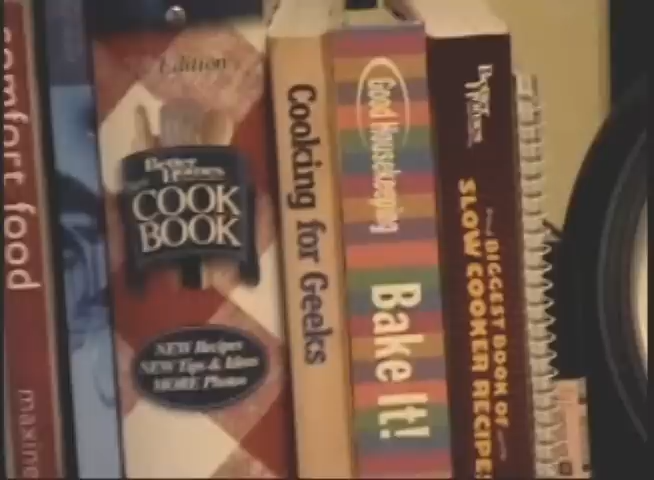 comfort food
maxine
Edition
Better
Homes
COOK
BOOK
NEW Recipes
NEW Tips & Ideas
MORE Photos
Cooking for Geeks
Good Housekeeping
Bake It!
Better
Homes
BIGGEST BOOK OF
SLOW COOKER RECIPES